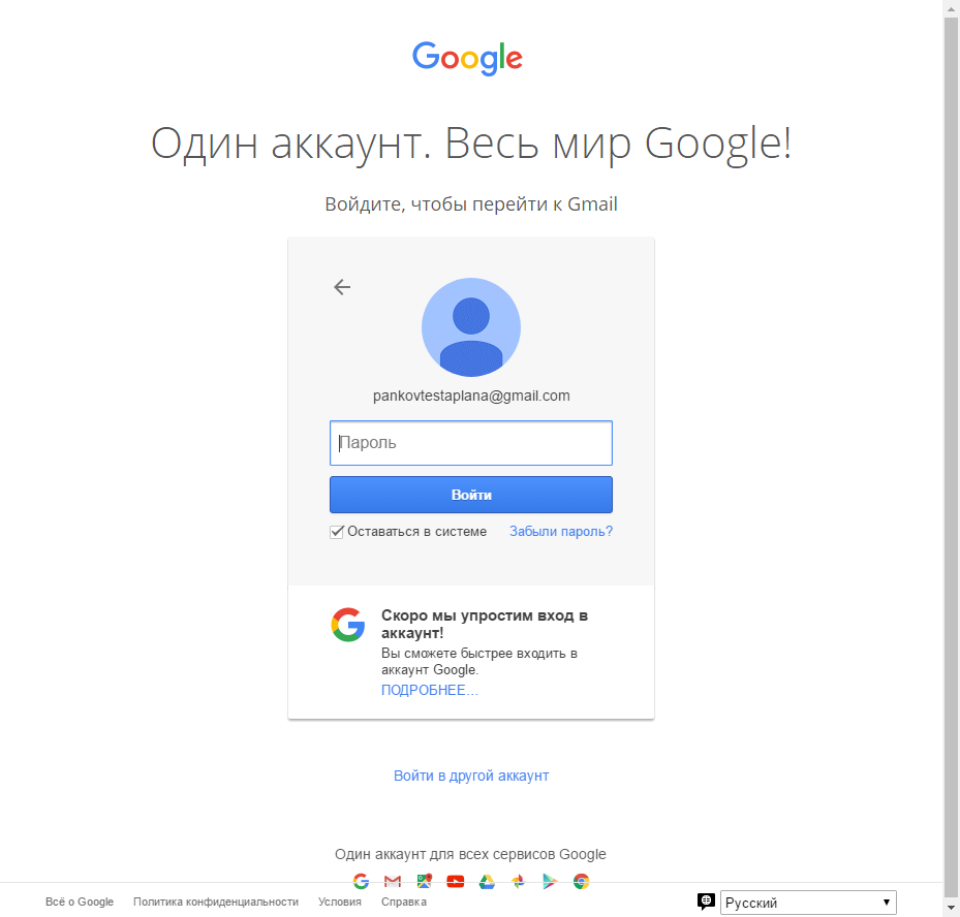 Google
Один аккаунт. Весь мир Google!
Войдите, чтобы перейти к Gmail
pankovtestaplana@gmail.com
Пароль
Войти
Оставаться в системе Забыли пароль?
Скоро мы упростим вход в
аккаунт!
Вы сможете быстрее входить в
аккаунт Google.
ПОДРОБНЕЕ...
Войти в другой аккаунт
Один аккаунт для всех сервисов Google
Всё о Google Политика конфиденциальности Условия Справка Русский